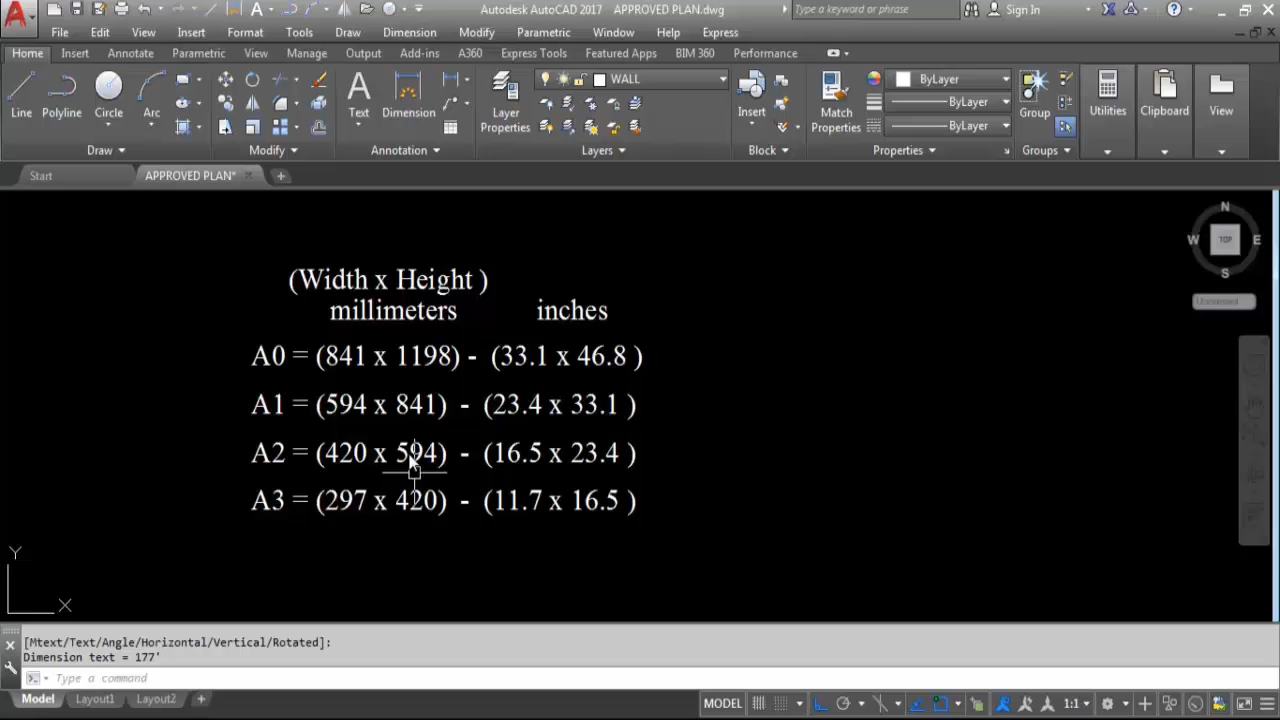 Autodesk AutoCAD 2017 APPROVED PLAN.dwg
Type a keyword or phrase
Sign In
File Edit View Insert Format Tools Draw Dimension Modify Parametric Window Help Express
Home Insert Annotate Parametric View Manage Output Add-ins A360 Express Tools Featured Apps BIM 360 Performance
Line Polyline Circle Arc
Text Dimension
Layer Properties
WALL
Insert
Match Properties
ByLayer
ByLayer
ByLayer
Group
Utilities
Clipboard
View
Draw Modify Annotation Layers Block Properties Groups
Start APPROVED PLAN*
N
W TOP E
S
Unnamed
(Width x Height )
millimeters inches
A0 = (841 x 1198) - (33.1 x 46.8 )
A1 = (594 x 841) - (23.4 x 33.1 )
A2 = (420 x 594) - (16.5 x 23.4 )
A3 = (297 x 420) - (11.7 x 16.5 )
Y
X
[Mtext/Text/Angle/Horizontal/Vertical/Rotated]:
Dimension text = 177'
Type a command
Model Layout1 Layout2
MODEL 1:1